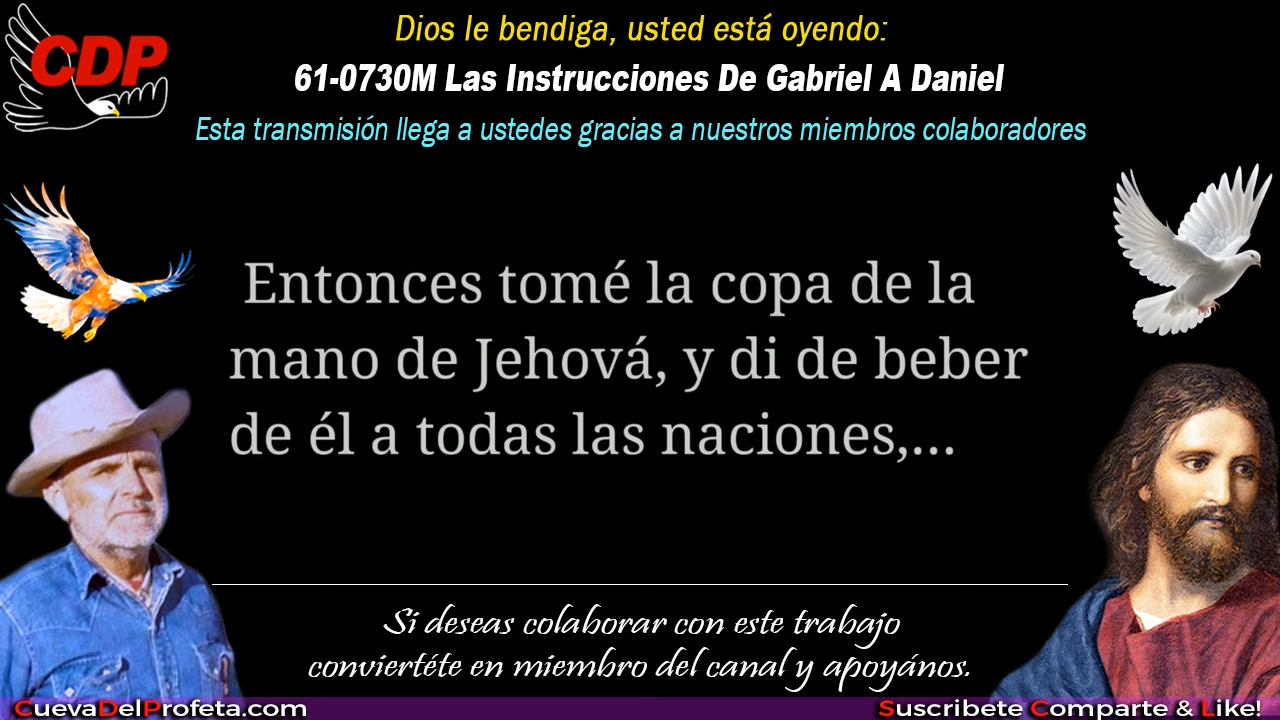 CDP
Dios le bendiga, usted está oyendo:
61-0730M Las Instrucciones De Gabriel A Daniel
Esta transmisión llega a ustedes gracias a nuestros miembros colaboradores
Entonces tomé la copa de la
mano de Jehová, y di de beber
de él a todas las naciones,...
Si deseas colaborar con este trabajo
conviertéte en miembro del canal y apoyános.
CuevaDelProfeta.com
Suscribete Comparte & Like!